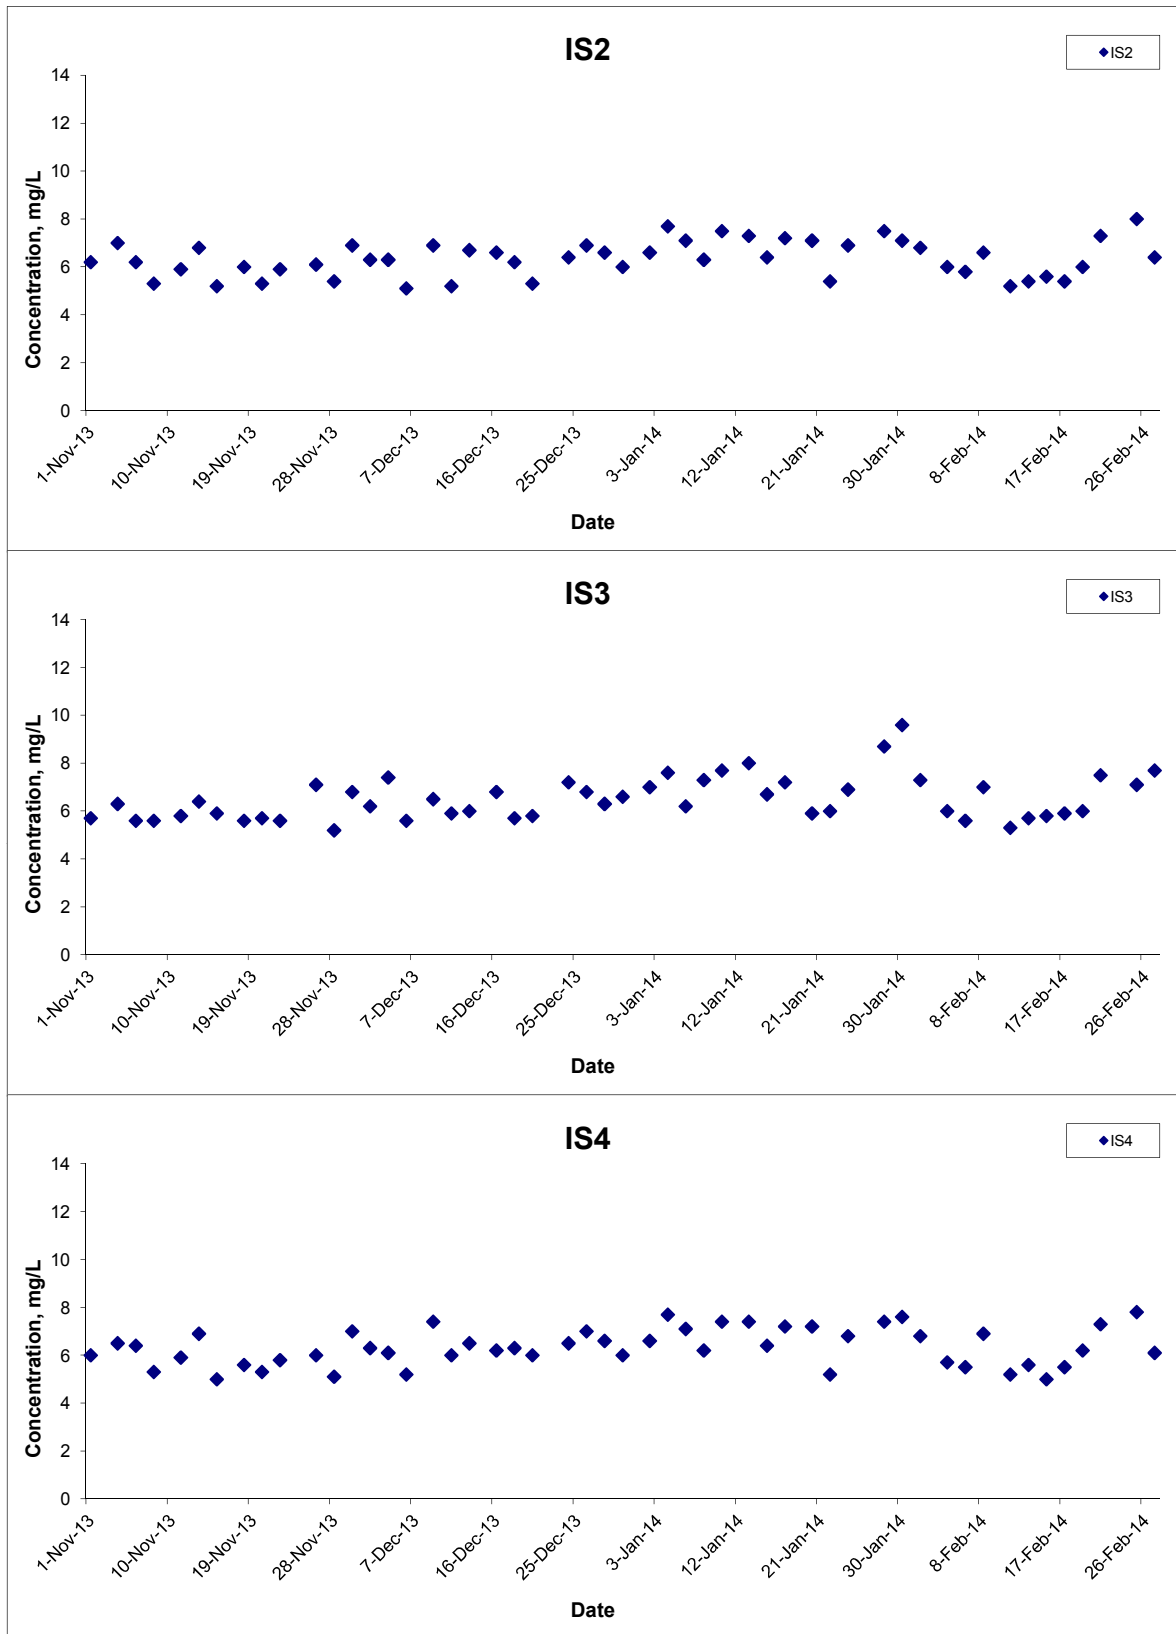 IS2
IS2
14
12
10
8
6
4
2
0
Concentration, mg/L
1-Nov-13
10-Nov-13
19-Nov-13
28-Nov-13
7-Dec-13
16-Dec-13
25-Dec-13
3-Jan-14
12-Jan-14
21-Jan-14
30-Jan-14
8-Feb-14
17-Feb-14
26-Feb-14
Date
IS3
IS3
14
12
10
8
6
4
2
0
Concentration, mg/L
1-Nov-13
10-Nov-13
19-Nov-13
28-Nov-13
7-Dec-13
16-Dec-13
25-Dec-13
3-Jan-14
12-Jan-14
21-Jan-14
30-Jan-14
8-Feb-14
17-Feb-14
26-Feb-14
Date
IS4
IS4
14
12
10
8
6
4
2
0
Concentration, mg/L
1-Nov-13
10-Nov-13
19-Nov-13
28-Nov-13
7-Dec-13
16-Dec-13
25-Dec-13
3-Jan-14
12-Jan-14
21-Jan-14
30-Jan-14
8-Feb-14
17-Feb-14
26-Feb-14
Date